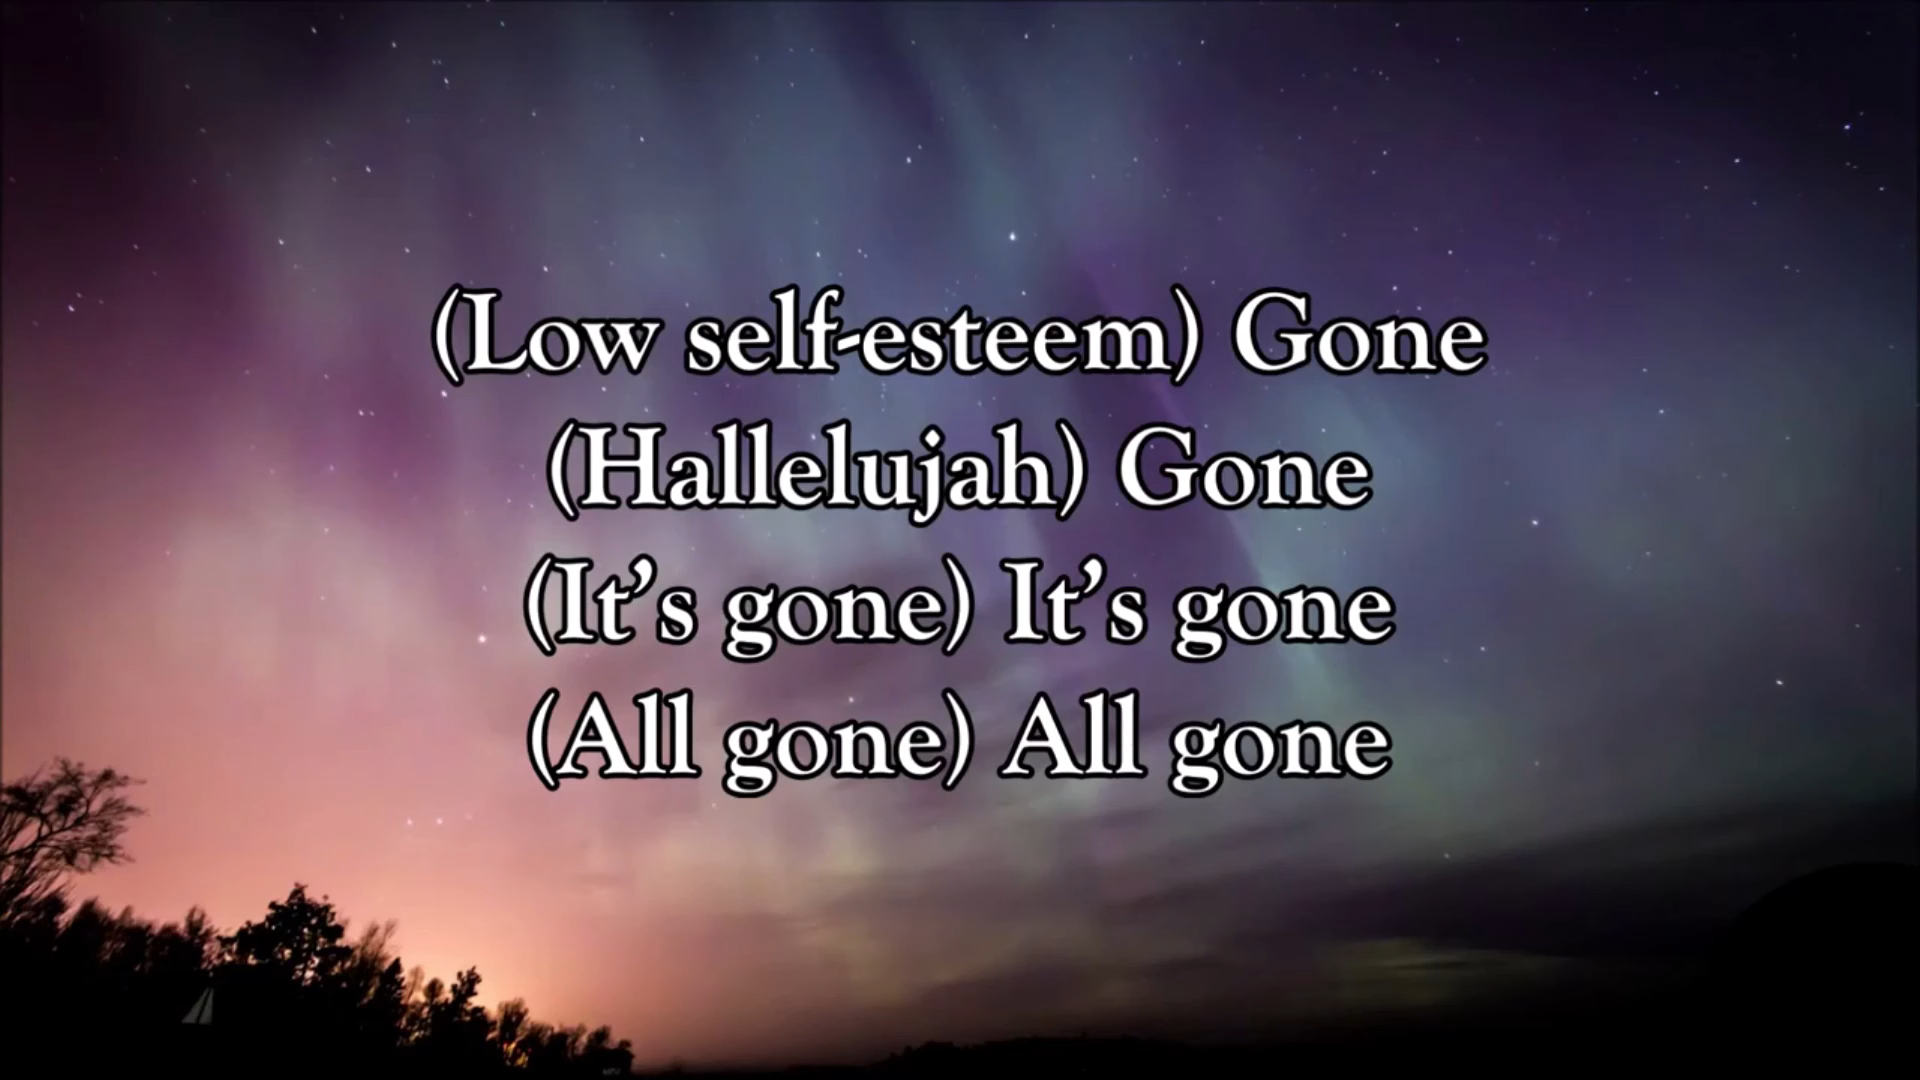 (Low self-esteem) Gone
(Hallelujah) Gone
(It’s gone) It’s gone
(All gone) All gone